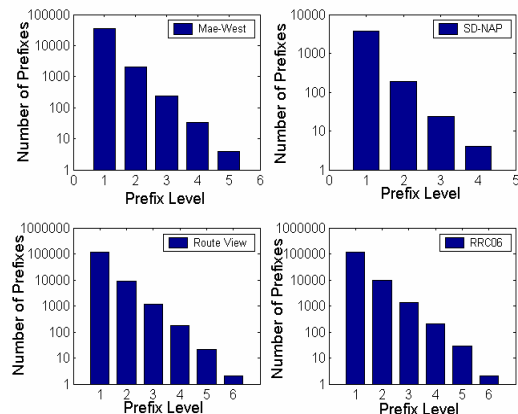 100000
10000
1000
100
10
1
0 1 2 3 4 5 6
Number of Prefixes
Prefix Level
Mae-West
10000
1000
100
10
1
0 1 2 3 4 5
Number of Prefixes
Prefix Level
SD-NAP
1000000
100000
10000
1000
100
10
1
1 2 3 4 5 6
Number of Prefixes
Prefix Level
Route View
1000000
100000
10000
1000
100
10
1
1 2 3 4 5 6
Number of Prefixes
Prefix Level
RRC06